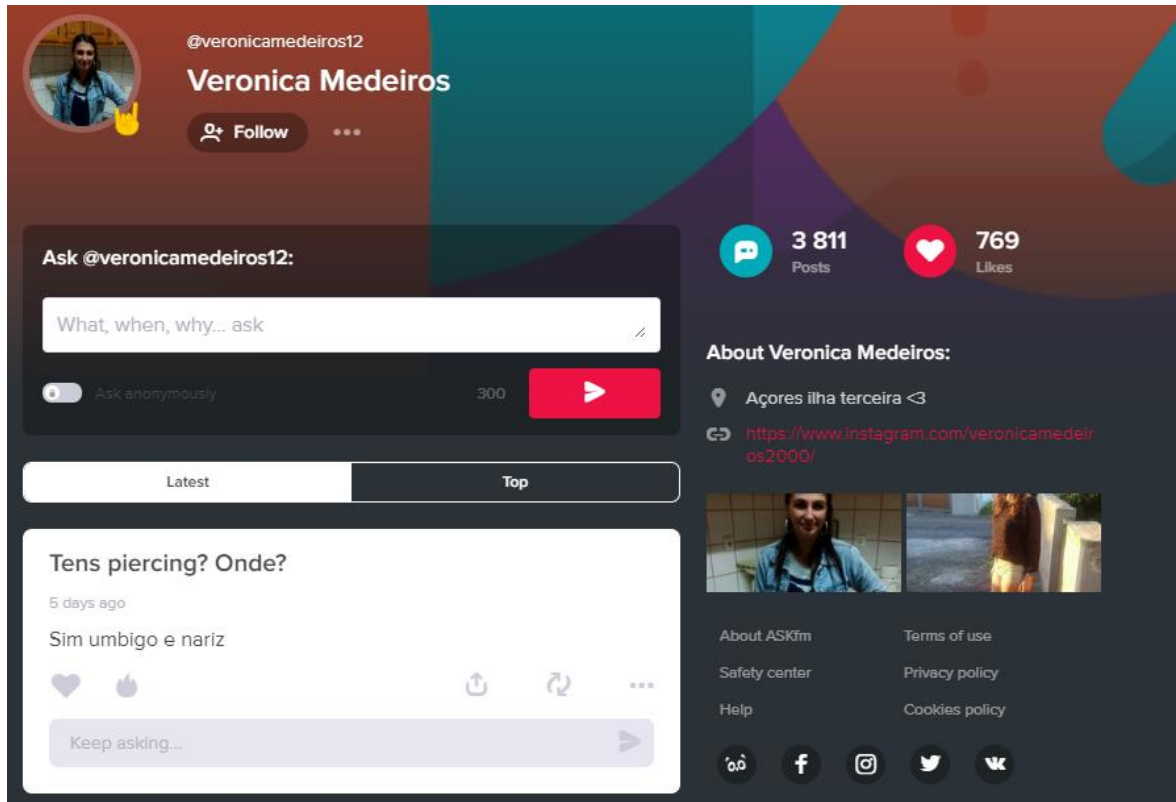 @veronicamedeiros12
Veronica Medeiros
Follow
Ask @veronicamedeiros12:
What, when, why... ask
Ask anonymously
300
Latest
Top
Tens piercing? Onde?
5 days ago
Sim umbigo e nariz
Keep asking...
3 811
Posts
769
Likes
About Veronica Medeiros:
Açores ilha terceira <3
https://www.instagram.com/veronicamedeir
os2000/
About ASKfm
Terms of use
Safety center
Privacy policy
Help
Cookies policy